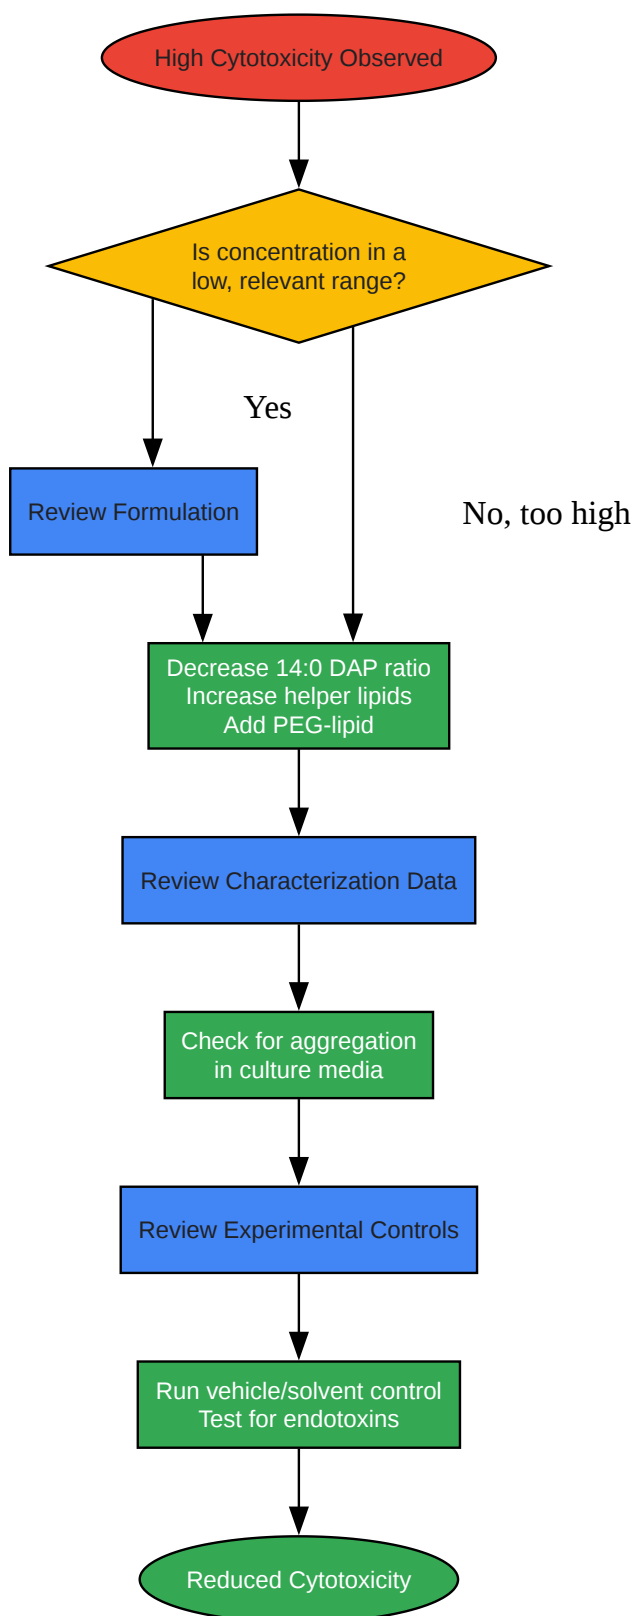 High Cytotoxicity Observed
Is concentration in a
low, relevant range?
Yes
Review Formulation
No, too high
Decrease 14:0 DAP ratio
Increase helper lipids
Add PEG-lipid
Review Characterization Data
Check for aggregation
in culture media
Review Experimental Controls
Run vehicle/solvent control
Test for endotoxins
Reduced Cytotoxicity